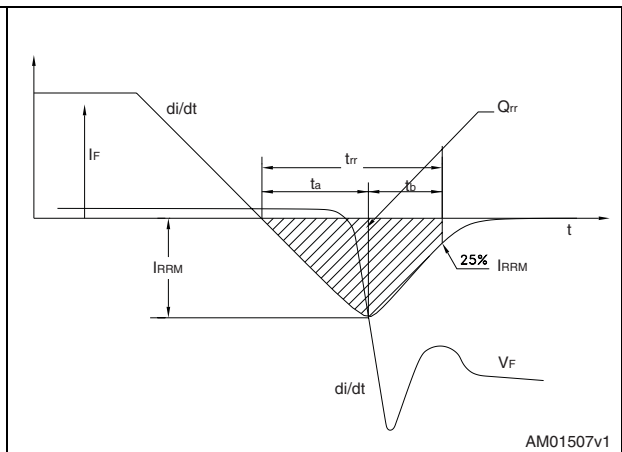 di/dt
Qrr
IF
trr
ta
tb
t
IRRM
25% IRRM
di/dt
VF
AM01507v1